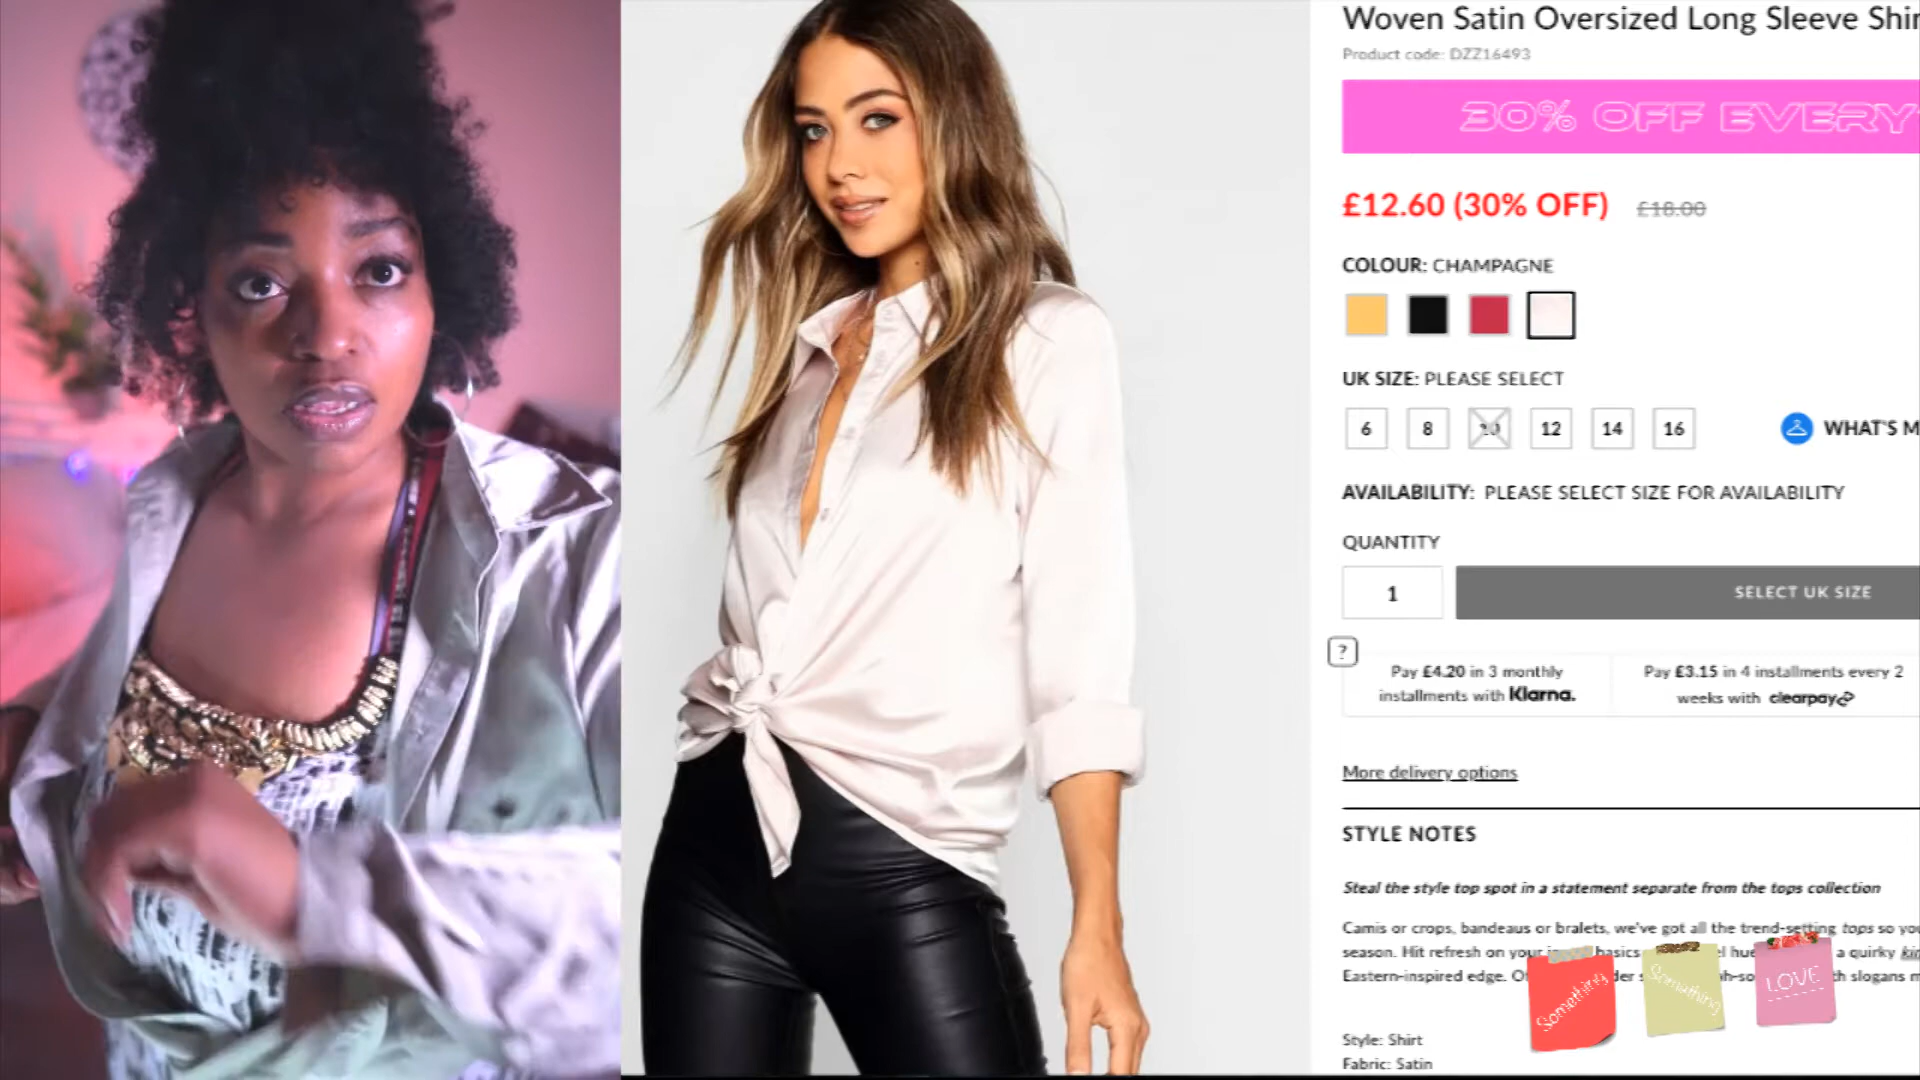 Woven Satin Oversized Long Sleeve Shir
Product code: DZZ16493
30% OFF EVERY
£12.60 (30% OFF) £18.00
COLOUR: CHAMPAGNE
UK SIZE: PLEASE SELECT
6 8 10 12 14 16 WHAT'S M
AVAILABILITY: PLEASE SELECT SIZE FOR AVAILABILITY
QUANTITY
1 SELECT UK SIZE
?
Pay £4.20 in 3 monthly
installments with Klarna.
Pay £3.15 in 4 installments every 2
weeks with clearpay
More delivery options
STYLE NOTES
Steal the style top spot in a statement separate from the tops collection
Camis or crops, bandeaus or bralets, we've got all the trend-setting tops so you
season. Hit refresh on your basics hue a quirky
Eastern-inspired edge. th slogans
Something
Something
LOVE
Style: Shirt
Fabric: Satin